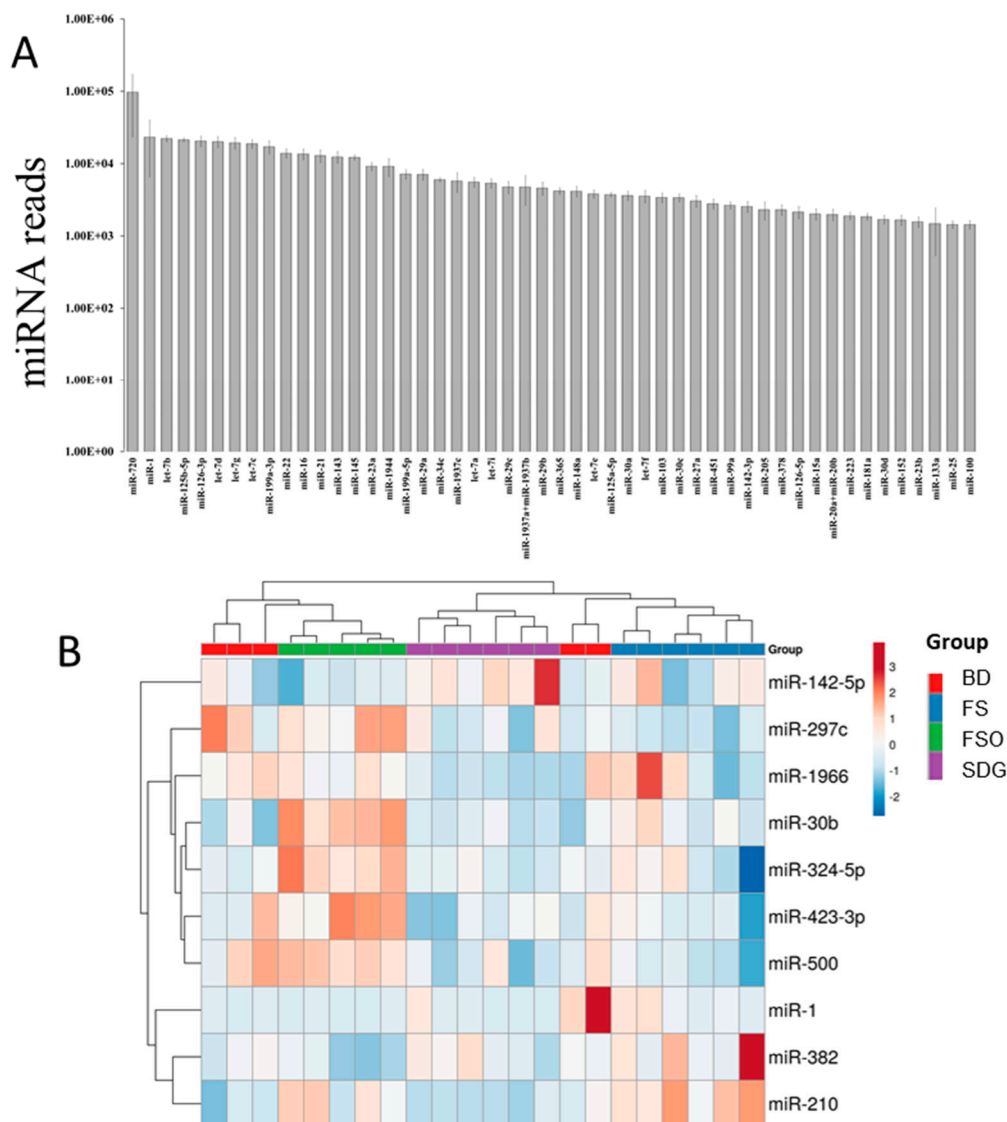 A
miRNA reads
1.00E+06
1.00E+05
1.00E+04
1.00E+03
1.00E+02
1.00E+01
1.00E+00
miR-720
miR-1
let-7b
miR-125b-5p
miR-126-3p
let-7d
let-7g
let-7c
miR-199a-3p
miR-22
miR-16
miR-21
miR-143
miR-145
miR-23a
miR-1944
miR-199a-5p
miR-29a
miR-34c
miR-1937c
let-7a
let-7i
miR-29c
miR-1937a+miR-1937b
miR-29b
miR-365
miR-148a
let-7e
miR-125a-5p
miR-30a
let-7f
miR-103
miR-30c
miR-27a
miR-451
miR-99a
miR-142-3p
miR-205
miR-378
miR-126-5p
miR-15a
miR-20a+miR-20b
miR-223
miR-181a
miR-30d
miR-152
miR-23b
miR-133a
miR-25
miR-100
B
Group
miR-142-5p
miR-297c
miR-1966
miR-30b
miR-324-5p
miR-423-3p
miR-500
miR-1
miR-382
miR-210
3
2
1
0
-1
-2
Group
BD
FS
FSO
SDG